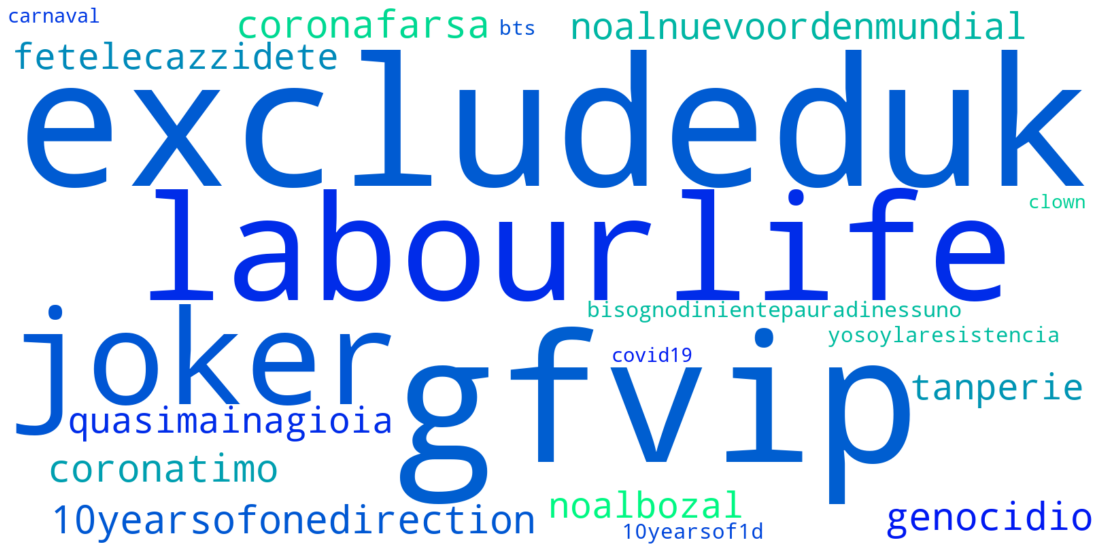 carnaval
coronafarsa
bts
noalnuevoordenmundial
fetelecazzidete
excludeduk
labourlife
clown
joker
bisognodinientepauradinessuno
yosoylaresistencia
covid19
gfvip
tanperie
quasimainagioia
coronatimo
10yearsofonedirection
noalbozal
10yearsof1d
genocidio